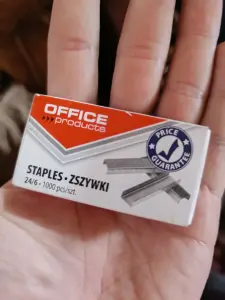 OFFICE
products
PRICE
GUARANTEE
STAPLES • ZSZYWKI
24/6 • 1000 pcs/szt.